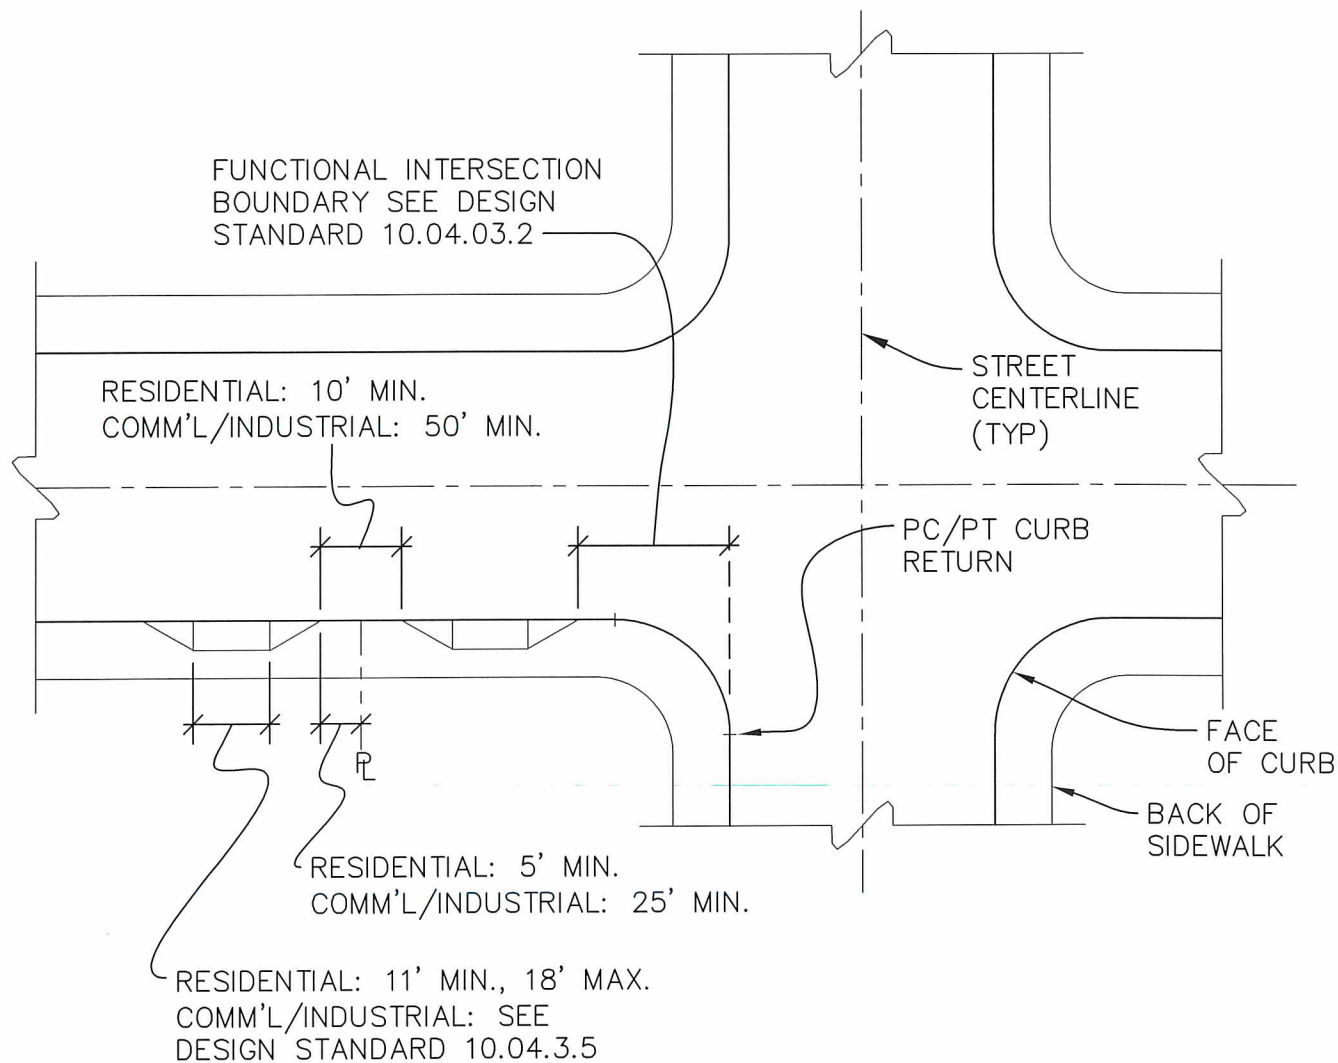 FUNCTIONAL INTERSECTION
BOUNDARY SEE DESIGN
STANDARD 10.04.03.2
RESIDENTIAL: 10' MIN.
COMM'L/INDUSTRIAL: 50' MIN.
STREET
CENTERLINE
(TYP)
PC/PT CURB
RETURN
PL
FACE
OF CURB
BACK OF
SIDEWALK
RESIDENTIAL: 5' MIN.
COMM'L/INDUSTRIAL: 25' MIN.
RESIDENTIAL: 11' MIN., 18' MAX.
COMM'L/INDUSTRIAL: SEE
DESIGN STANDARD 10.04.3.5